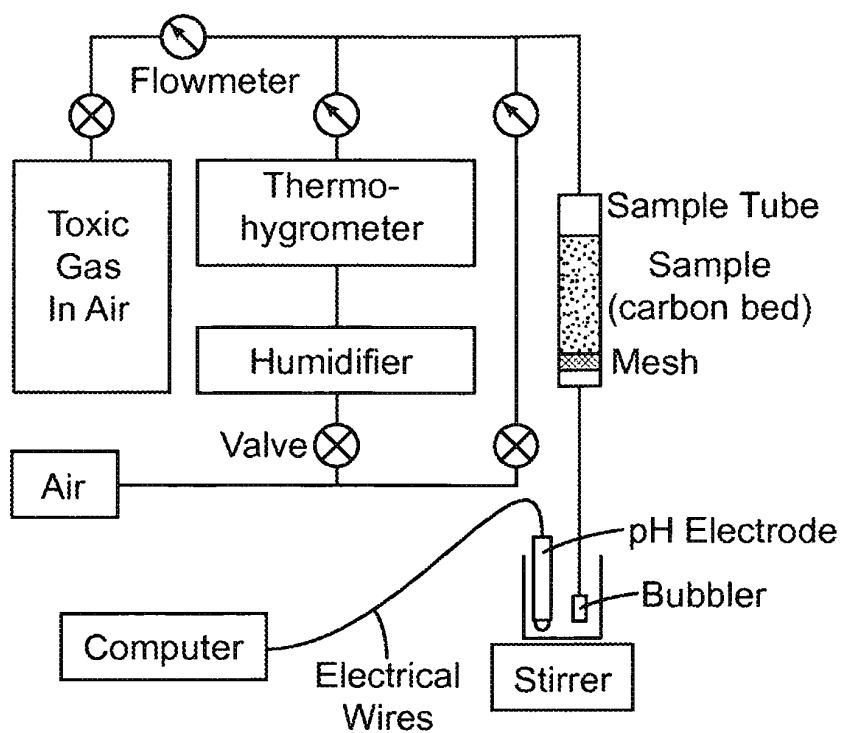 Flowmeter
Toxic
Gas
In Air
Thermo-
hygrometer
Humidifier
Valve
Air
Sample Tube
Sample
(carbon bed)
Mesh
pH Electrode
Bubbler
Computer
Electrical
Wires
Stirrer